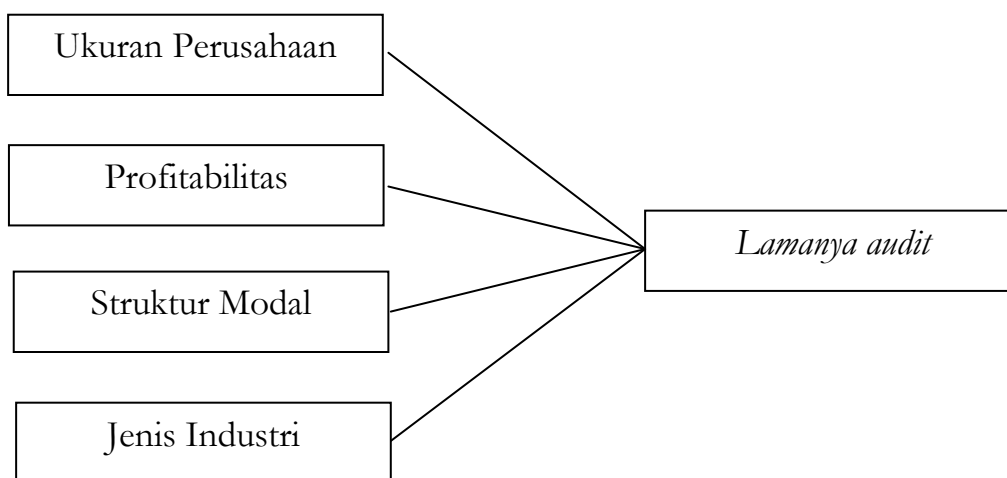 Ukuran Perusahaan
Profitabilitas
Lamanya audit
Struktur Modal
Jenis Industri